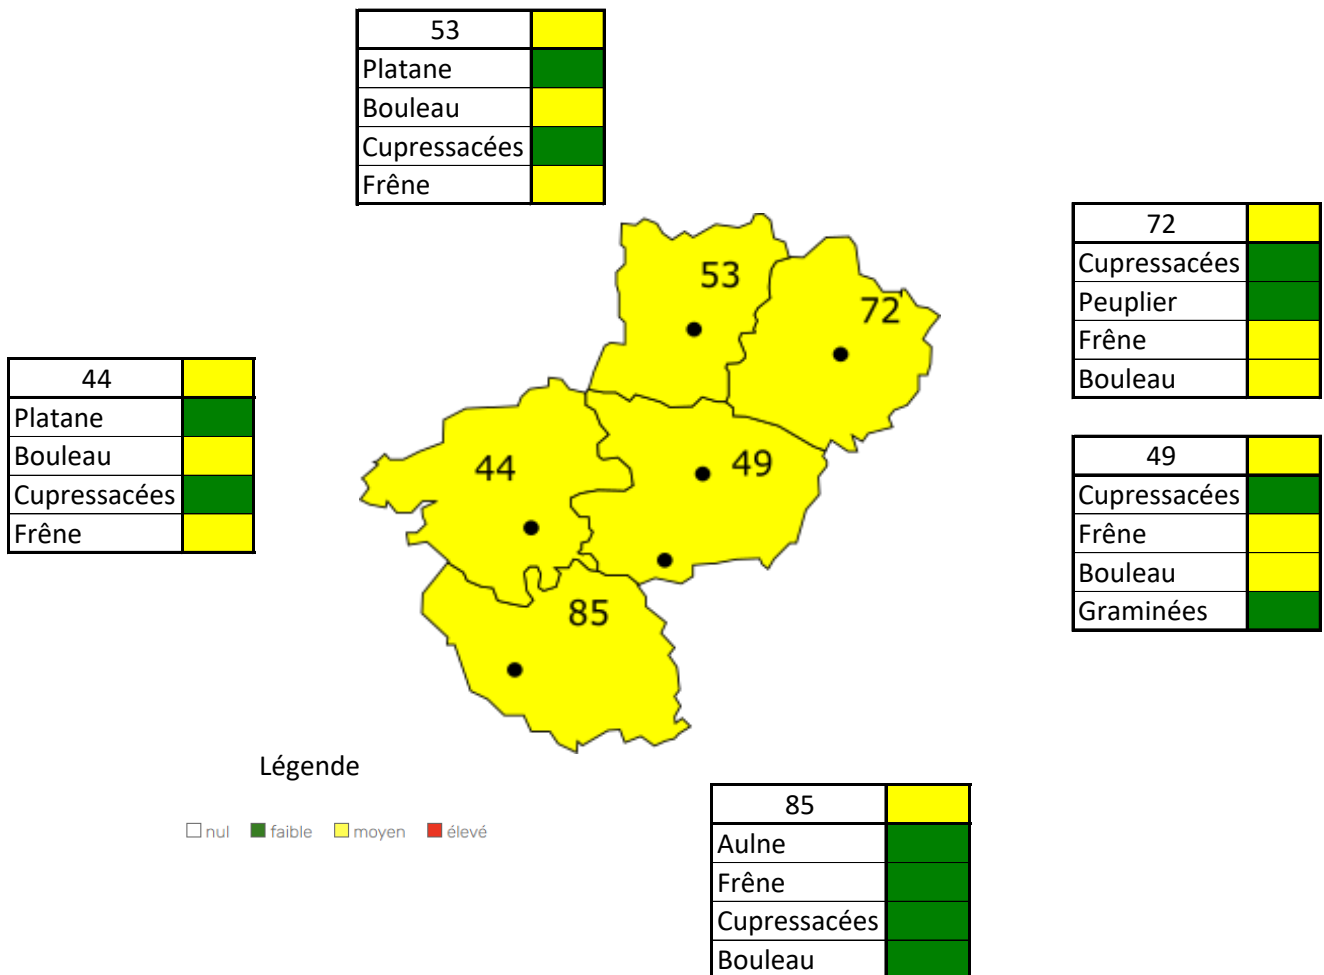 53
Platane
Bouleau
Cupressacées
Frêne
72
Cupressacées
Peuplier
Frêne
Bouleau
53
72
44
Platane
Bouleau
Cupressacées
Frêne
44
49
49
Cupressacées
Frêne
Bouleau
Graminées
85
Légende
nul faible moyen élevé
85
Aulne
Frêne
Cupressacées
Bouleau